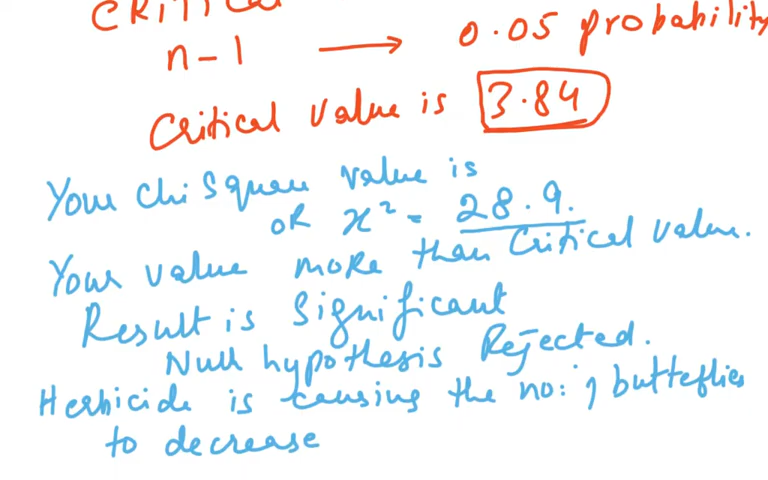 Critical
n-1 → 0.05 probability
Critical value is 3.84
Your Chi Square value is
or x² = 28.9.
Your value more than Critical value.
Result is Significant
Null hypothesis Rejected.
Herbicide is causing the no: of butterflies
to decrease